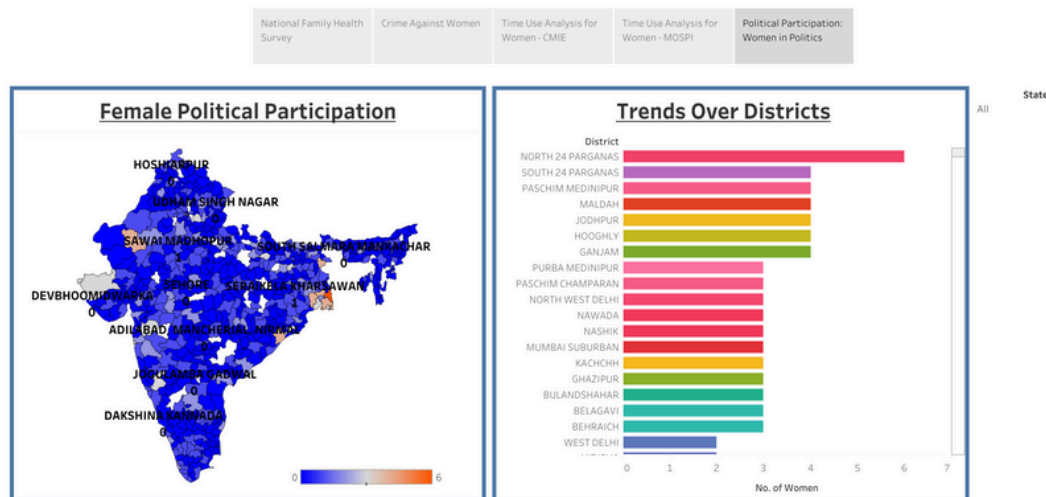 National Family Health
Survey
Crime Against Women
Time Use Analysis for
Women - CMIE
Time Use Analysis for
Women - MOSPI
Political Participation:
Women in Politics
Female Political Participation
HOSHIARPUR
0
UDHAM SINGH NAGAR
0
SAWAI MADHOPUR
1
SOUTH SALMARA MANKACHAR
0
SEHORE
0
SERAIKELA KHARSAWAN
1
DEVBHOOMI DWARKA
0
ADILABAD, MANCHERIAL, NIRMAL
0
JOGULAMBA GADWAL
0
DAKSHINA KANNADA
0
0
6
Trends Over Districts
District
NORTH 24 PARGANAS
SOUTH 24 PARGANAS
PASCHIM MEDINIPUR
MALDAH
JODHPUR
HOOGHLY
GANJAM
PURBA MEDINIPUR
PASCHIM CHAMPARAN
NORTH WEST DELHI
NAWADA
NASHIK
MUMBAI SUBURBAN
KACHCHH
GHAZIPUR
BULANDSHAHAR
BELAGAVI
BEHRAICH
WEST DELHI
0 1 2 3 4 5 6 7
No. of Women
State
All